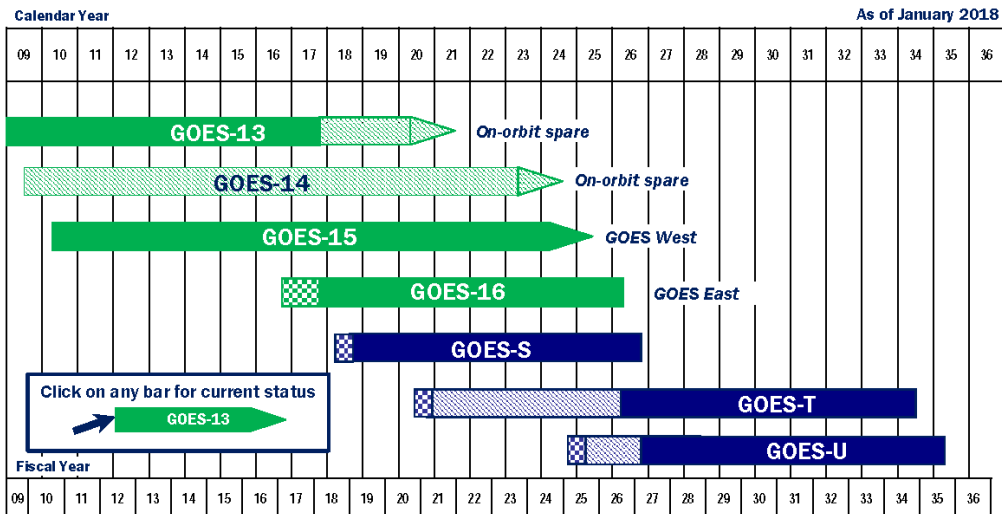 Calendar Year As of January 2018
09 10 11 12 13 14 15 16 17 18 19 20 21 22 23 24 25 26 27 28 29 30 31 32 33 34 35 36
GOES-13 On-orbit spare
GOES-14 On-orbit spare
GOES-15 GOES West
GOES-16 GOES East
GOES-S
Click on any bar for current status
GOES-13
GOES-T
GOES-U
Fiscal Year
09 10 11 12 13 14 15 16 17 18 19 20 21 22 23 24 25 26 27 28 29 30 31 32 33 34 35 36